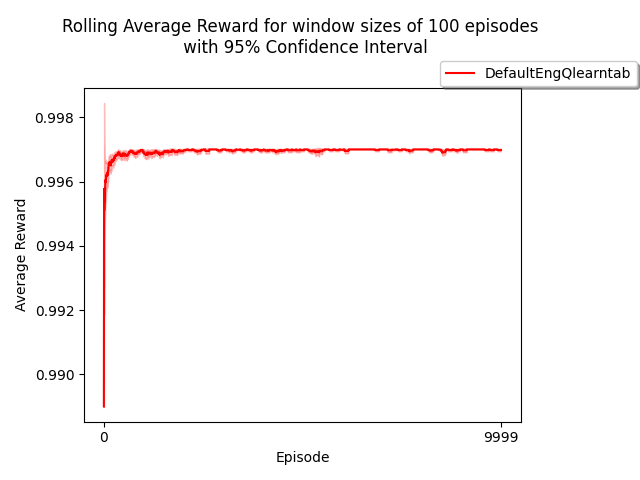 Rolling Average Reward for window sizes of 100 episodes
with 95% Confidence Interval
DefaultEngQlearntab
0.998
0.996
0.994
0.992
0.990
Average Reward
0
9999
Episode